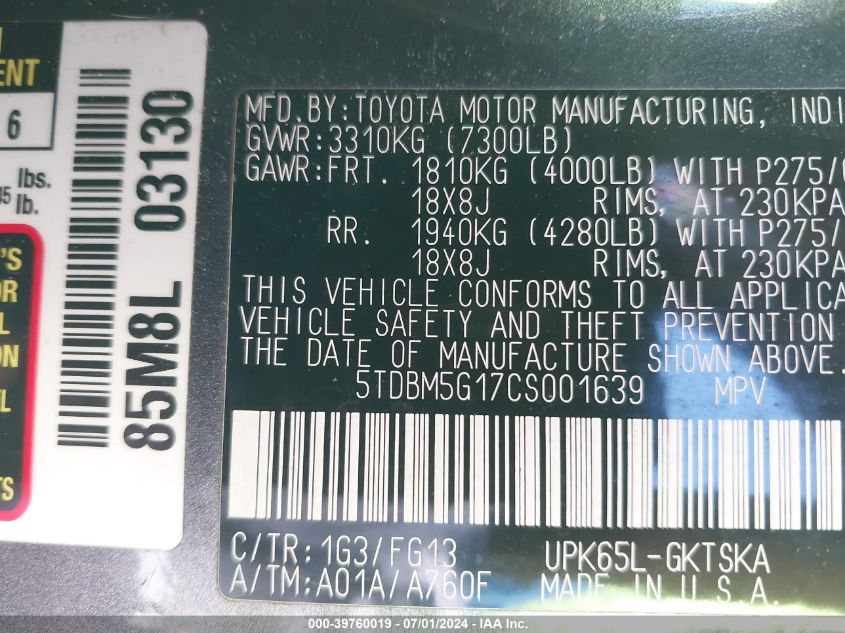 ENT
6
lbs.
lb.
'S
OR
L
ON
TS
85M8L 03130
MFD.BY:TOYOTA MOTOR MANUFACTURING, INDI
GVWR:3310KG (7300LB)
GAWR:FRT. 1810KG (4000LB) WITH P275/
18X8J RIMS, AT 230KPA
RR. 1940KG (4280LB) WITH P275/
18X8J RIMS, AT 230KPA
THIS VEHICLE CONFORMS TO ALL APPLICA
VEHICLE SAFETY AND THEFT PREVENTION
THE DATE OF MANUFACTURE SHOWN ABOVE.
5TDBM5G17CS001639 MPV
C/TR:1G3/FG13 UPK65L-GKTSKA
A/TM:A01A/A760F MADE IN U.S.A.
000-39760019 - 07/01/2024 - IAA Inc.